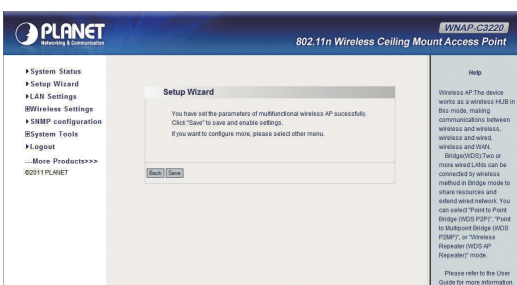 PLANET
Networking & Communication
WNAP-C3220
802.11n Wireless Ceiling Mount Access Point
System Status
Setup Wizard
LAN Settings
Wireless Settings
SNMP configuration
System Tools
Logout
...More Products>>>
©2011 PLANET
Setup Wizard
You have set the parameters of multifunctional wireless AP sucessfully.
Click "Save" to save and enable settings.
If you want to configure more, please select other menu.
Back Save
Help
Wireless AP:The device
works as a wireless HUB in
this mode, making
communications between
wireless and wireless,
wireless and wired,
wireless and WAN.
Bridge(WDS):Two or
more wired LANs can be
connected by wireless
method in Bridge mode to
share resources and
extend wired network. You
can select "Point to Point
Bridge (WDS P2P)", "Point
to Multipoint Bridge (WDS
P2MP)", or "Wireless
Repeater (WDS AP
Repeater)" mode.
Please refer to the User
Guide for more information.